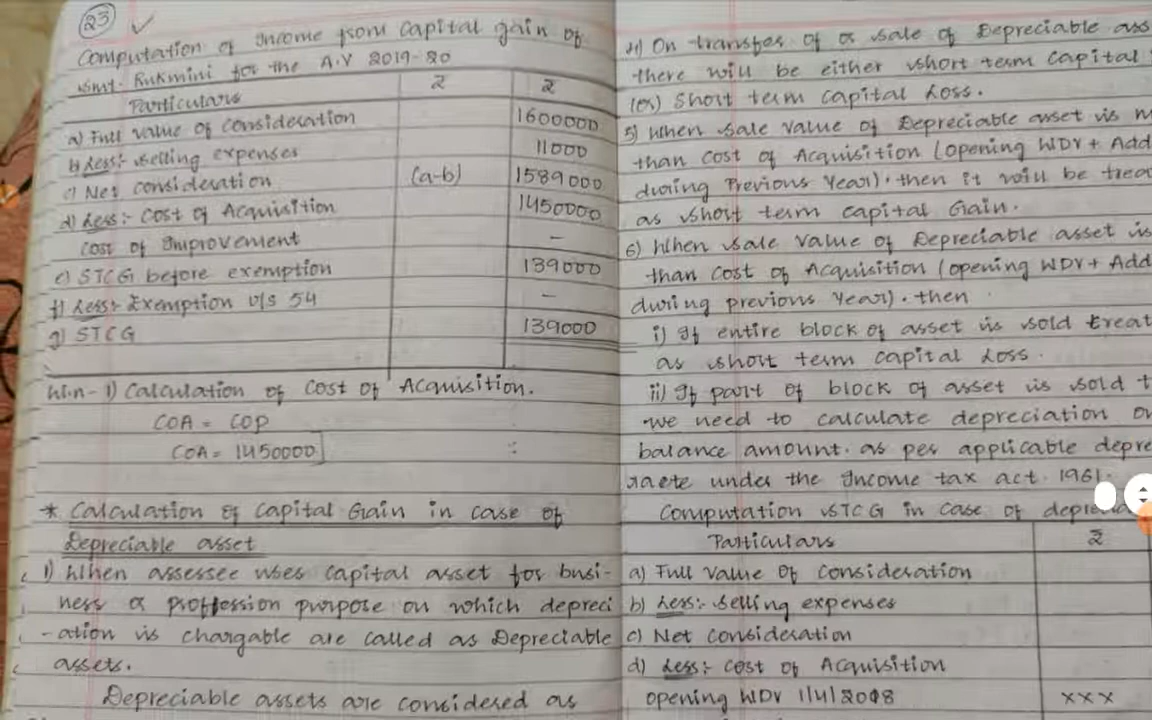 23
Computation of Income from capital gain of
Smt. Rukmini for the A.Y 2019-20
Particulars ₹ ₹
a) Full value of consideration 1600000
b) Less:- selling expenses 11000
c) Net consideration (a-b) 1589000
d) Less:- Cost of Acquisition 1450000
Cost of Improvement —
e) STCG before exemption 139000
f) Less:- Exemption u/s 54 —
g) STCG 139000
W.n-1) Calculation of Cost of Acquisition.
COA = COP
COA = 1450000
* Calculation of Capital Gain in case of
Depreciable asset
1) When assessee uses capital asset for busi-
ness or proffession purpose on which depreci
-ation is chargable are called as Depreciable
assets.
Depreciable assets are considered as
4) On transfer of or sale of Depreciable ass
there will be either short term capital
(or) Short term capital Loss.
5) When sale value of Depreciable asset is m
than cost of Acquisition (opening WDV + Add
during Previous Year). then it will be trea
as short term capital Gain.
6) When sale value of Depreciable asset is
than cost of Acquisition (opening WDV + Add
during previous Year). then
i) If entire block of asset is sold treat
as short term capital Loss.
ii) If part of block of asset is sold t
we need to calculate depreciation on
balance amount. as per applicable depre
raete under the Income tax act. 1961.
Computation STCG in case of deprecia
Particulars ₹
a) Full value of consideration
b) Less:- selling expenses
c) Net consideration
d) Less:- cost of Acquisition
opening WDV 1/4/2018 xxx